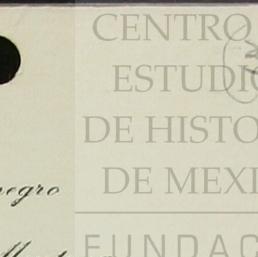 CENTRO
ESTUDIO
DE HISTO
DE MEXI
negro
FUNDAC